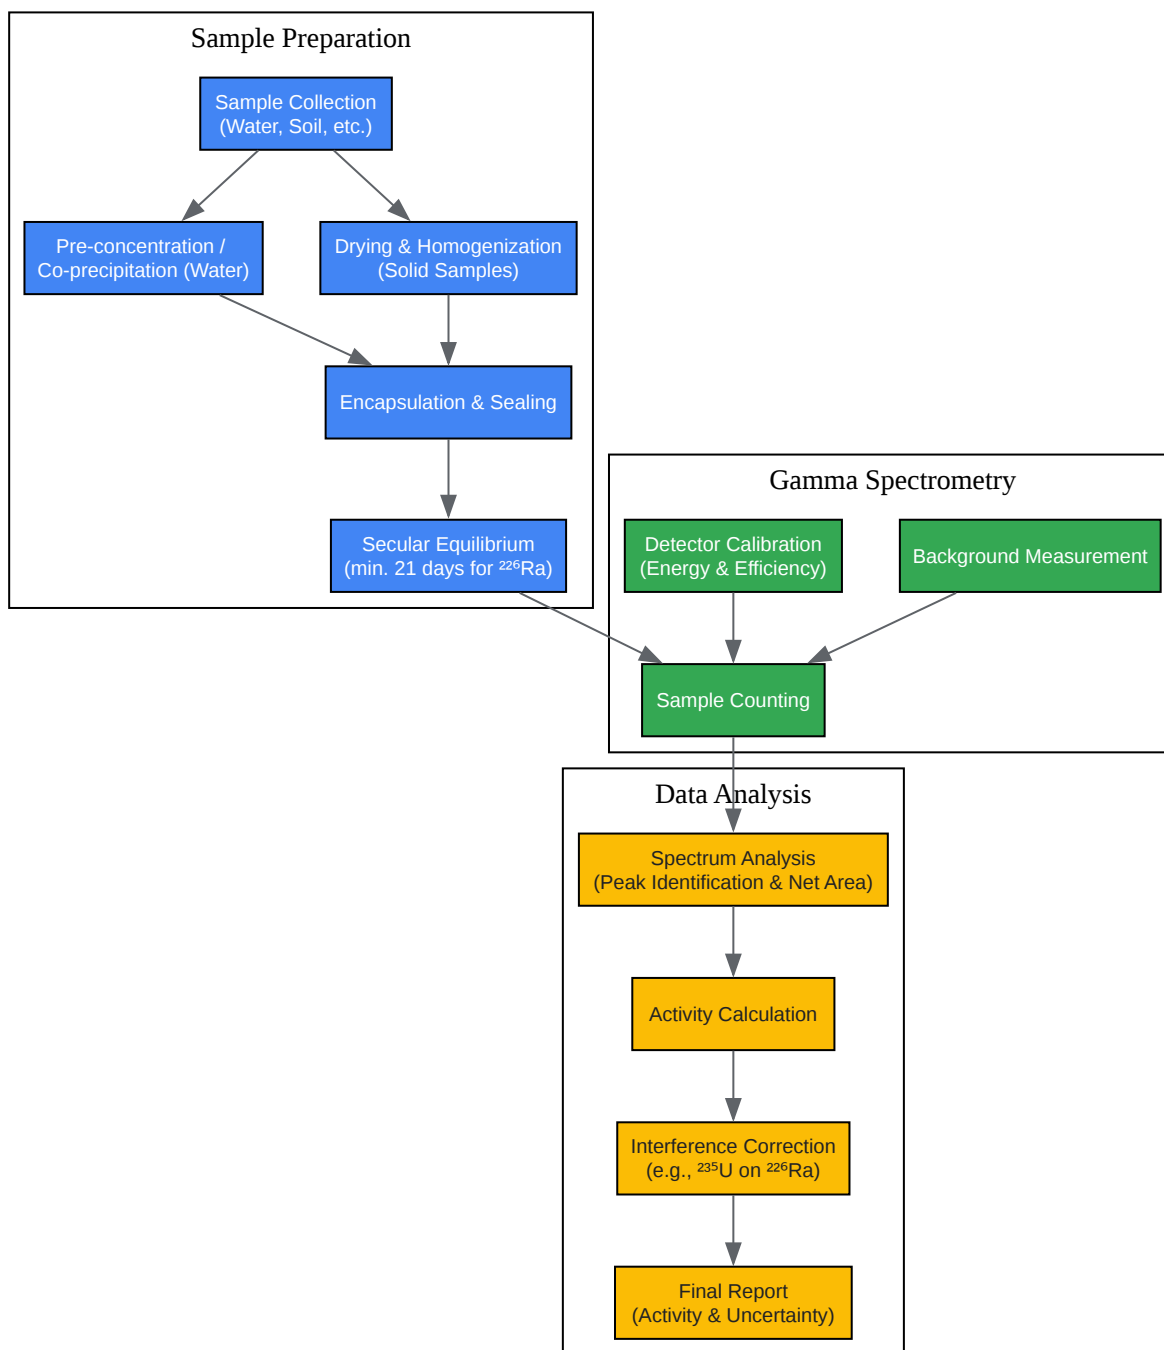 Sample Preparation
Sample Collection
(Water, Soil, etc.)
Pre-concentration /
Co-precipitation (Water)
Drying & Homogenization
(Solid Samples)
Encapsulation & Sealing
Secular Equilibrium
(min. 21 days for ²²⁶Ra)
Gamma Spectrometry
Detector Calibration
(Energy & Efficiency)
Background Measurement
Sample Counting
Data Analysis
Spectrum Analysis
(Peak Identification & Net Area)
Activity Calculation
Interference Correction
(e.g., ²³⁵U on ²²⁶Ra)
Final Report
(Activity & Uncertainty)